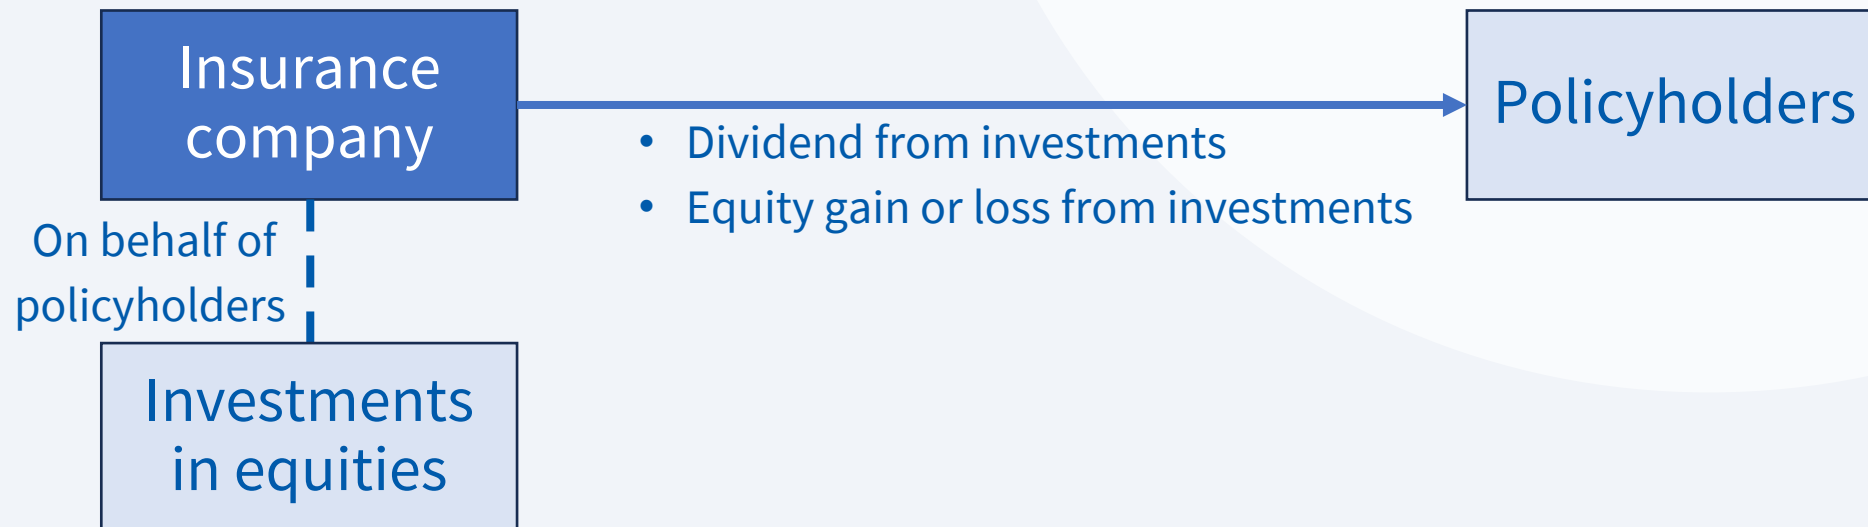 Insurance
company
Policyholders
• Dividend from investments
• Equity gain or loss from investments
On behalf of
policyholders
Investments
in equities